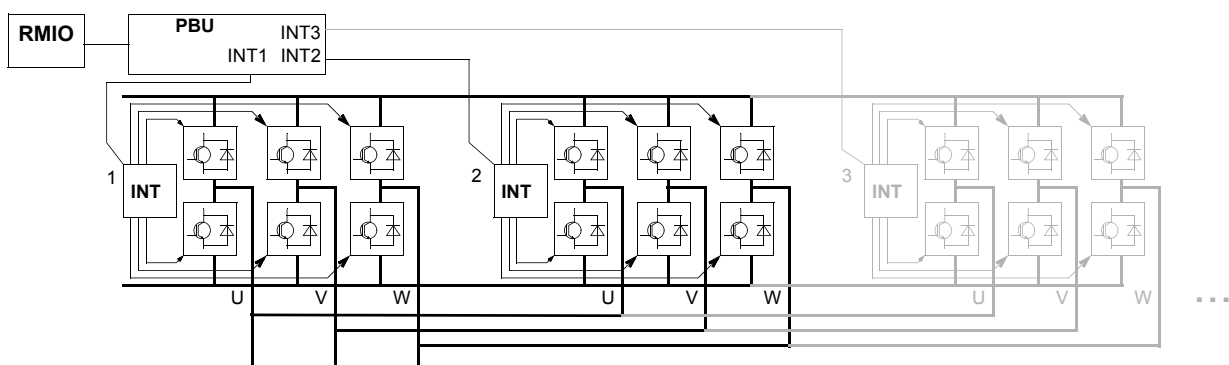 RMIO
PBU
INT3
INT1 INT2
1
INT
2
INT
3
INT
U V W
U V W
U V W
...